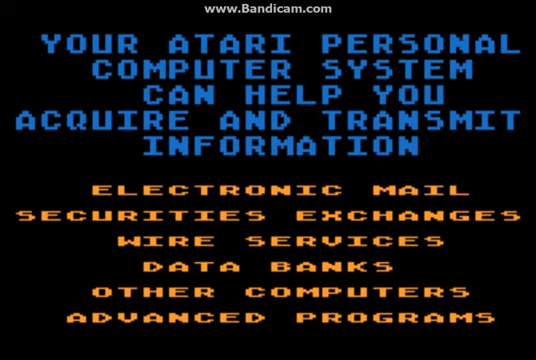 www.Bandicam.com
YOUR ATARI PERSONAL
COMPUTER SYSTEM
CAN HELP YOU
ACQUIRE AND TRANSMIT
INFORMATION
ELECTRONIC MAIL
SECURITIES EXCHANGES
WIRE SERVICES
DATA BANKS
OTHER COMPUTERS
ADVANCED PROGRAMS